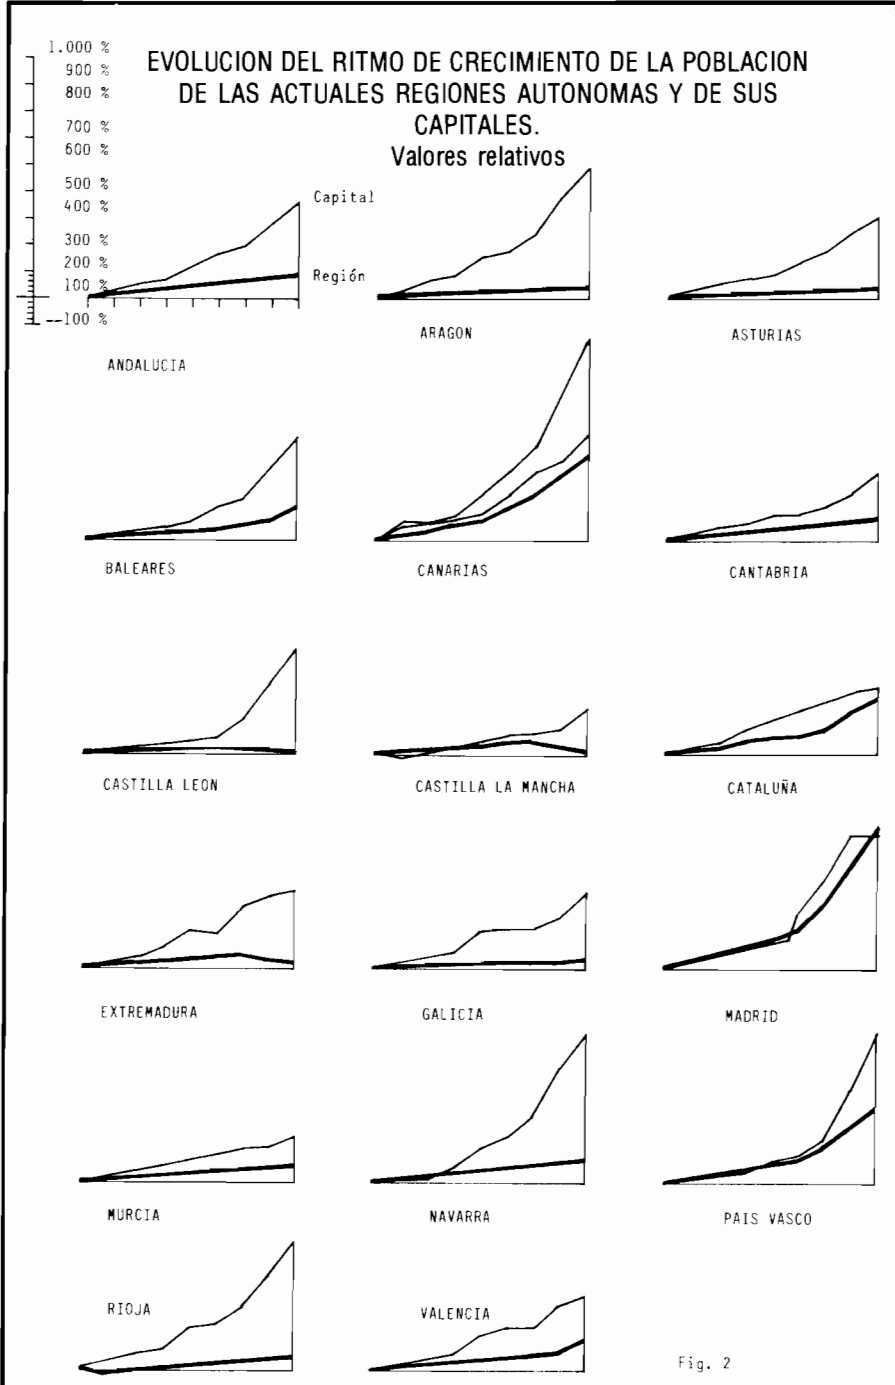 1.000 %
900 %
800 %
700 %
600 %
500 %
400 %
300 %
200 %
100 %
--100 %
EVOLUCION DEL RITMO DE CRECIMIENTO DE LA POBLACION
DE LAS ACTUALES REGIONES AUTONOMAS Y DE SUS
CAPITALES.
Valores relativos
Capital
Región
ANDALUCIA
ARAGON
ASTURIAS
BALEARES
CANARIAS
CANTABRIA
CASTILLA LEON
CASTILLA LA MANCHA
CATALUÑA
EXTREMADURA
GALICIA
MADRID
MURCIA
NAVARRA
PAIS VASCO
RIOJA
VALENCIA
Fig. 2